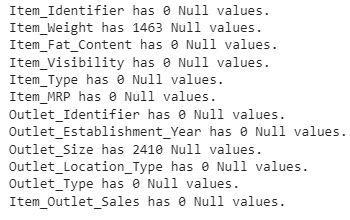 Item_Identifier has 0 Null values.
Item_Weight has 1463 Null values.
Item_Fat_Content has 0 Null values.
Item_Visibility has 0 Null values.
Item_Type has 0 Null values.
Item_MRP has 0 Null values.
Outlet_Identifier has 0 Null values.
Outlet_Establishment_Year has 0 Null values.
Outlet_Size has 2410 Null values.
Outlet_Location_Type has 0 Null values.
Outlet_Type has 0 Null values.
Item_Outlet_Sales has 0 Null values.